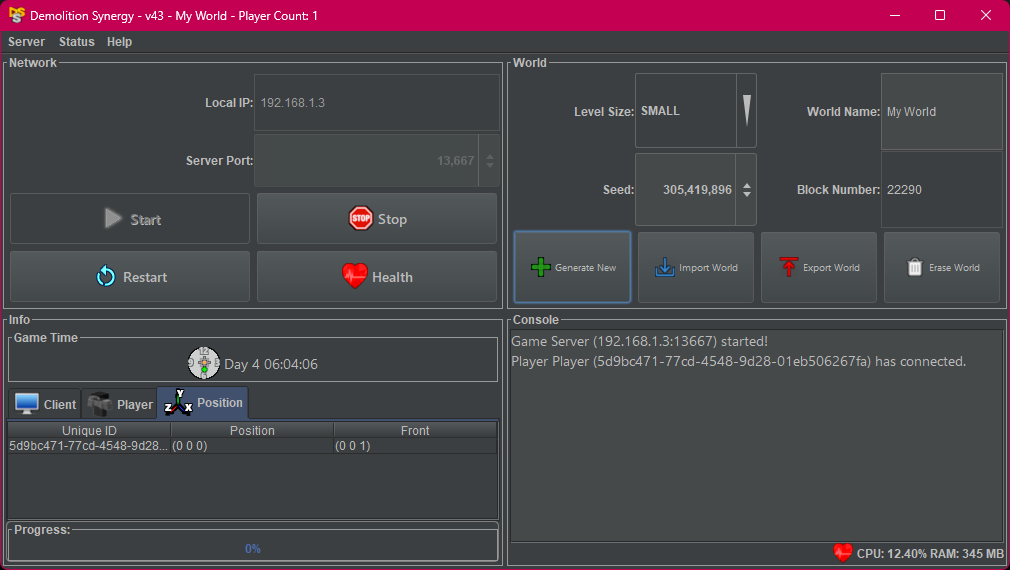 Demolition Synergy - v43 - My World - Player Count: 1
Server Status Help
Network
Local IP: 192.168.1.3
Server Port: 13,667
Start
STOP Stop
Restart
Health
World
Level Size: SMALL
World Name: My World
Seed: 305,419,896
Block Number: 22290
Generate New
Import World
Export World
Erase World
Info
Game Time
Day 4 06:04:06
Client
Player
Y Z X Position
Unique ID Position Front
5d9bc471-77cd-4548-9d28... (0 0 0) (0 0 1)
Progress:
0%
Console
Game Server (192.168.1.3:13667) started!
Player Player (5d9bc471-77cd-4548-9d28-01eb506267fa) has connected.
CPU: 12.40% RAM: 345 MB